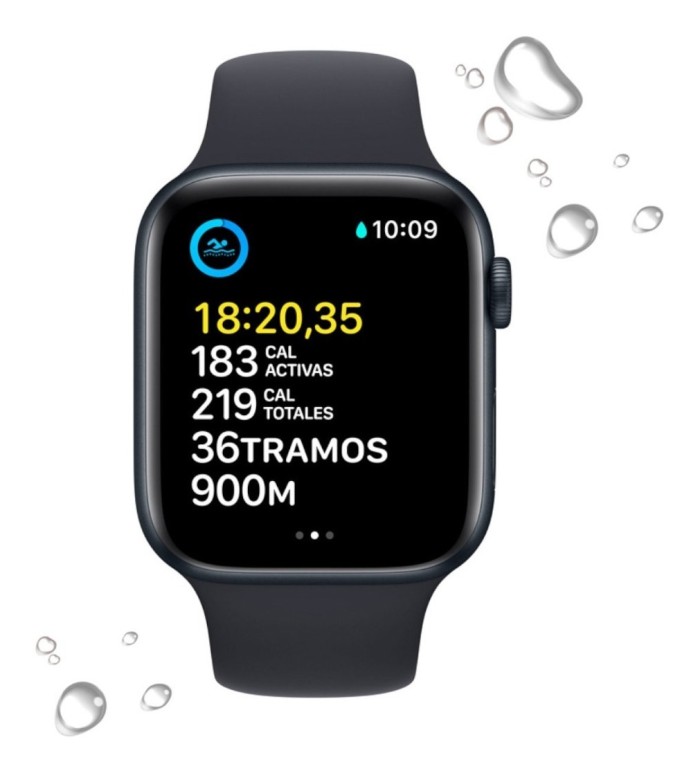 10:09
18:20,35
183 CAL ACTIVAS
219 CAL TOTALES
36TRAMOS
900M